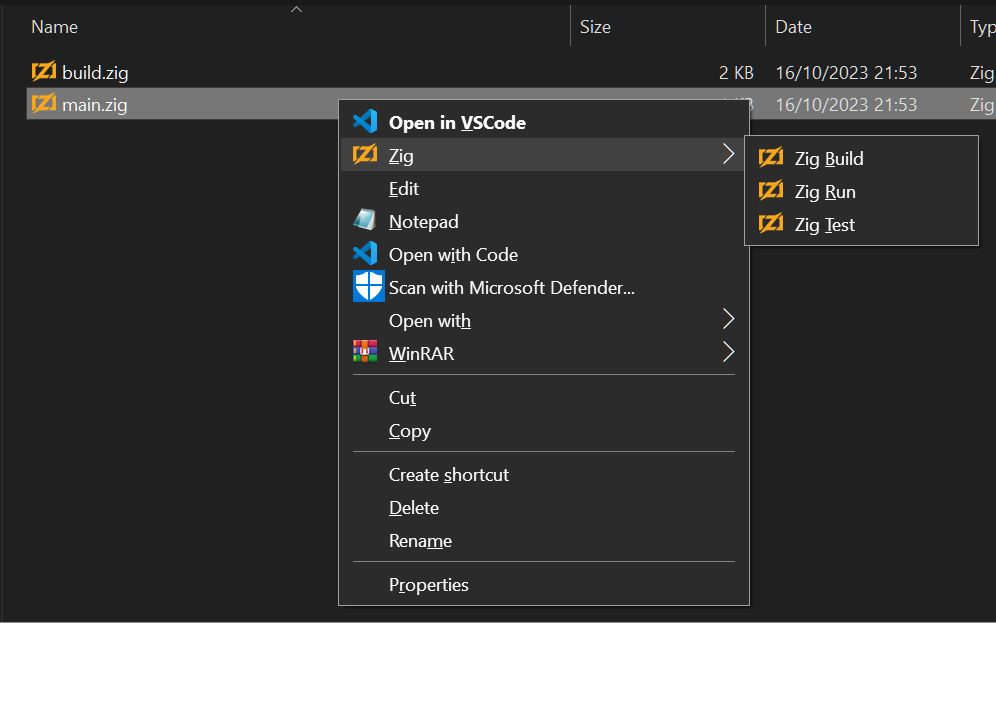 Name Size Date Typ
build.zig 2 KB 16/10/2023 21:53 Zig
main.zig KB 16/10/2023 21:53 Zig
Open in VSCode
Zig
Edit
Notepad
Open with Code
Scan with Microsoft Defender...
Open with
WinRAR
Cut
Copy
Create shortcut
Delete
Rename
Properties
Zig Build
Zig Run
Zig Test